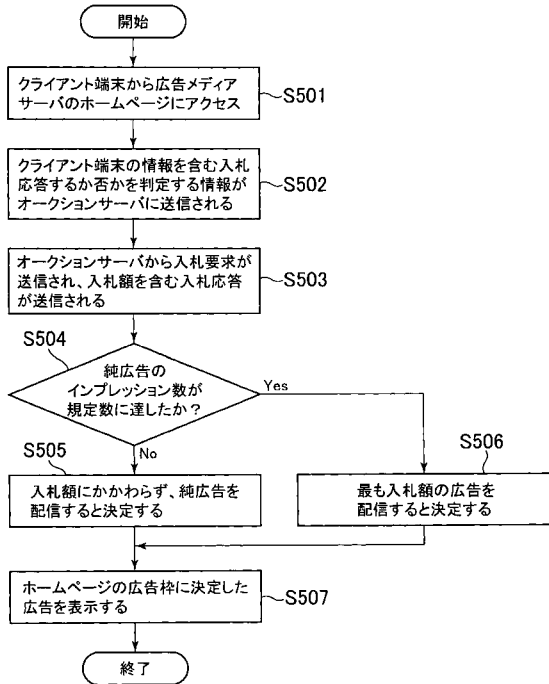 開始
クライアント端末から広告メディア
サーバのホームページにアクセス
S501
クライアント端末の情報を含む入札
応答するか否かを判定する情報が
オークションサーバに送信される
S502
オークションサーバから入札要求が
送信され、入札額を含む入札応答
が送信される
S503
S504
純広告の
インプレッション数が
規定数に達したか?
Yes
No
S505
入札額にかかわらず、純広告を
配信すると決定する
S506
最も入札額の広告を
配信すると決定する
ホームページの広告枠に決定した
広告を表示する
S507
終了